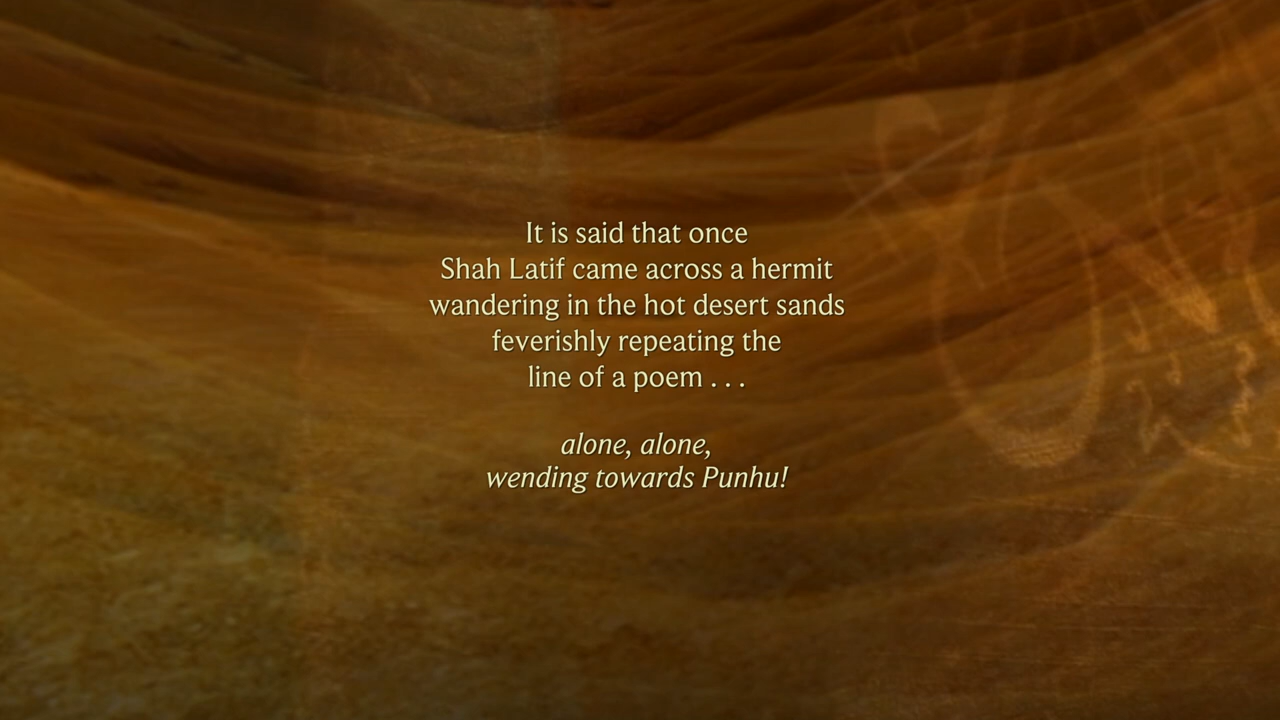 It is said that once
Shah Latif came across a hermit
wandering in the hot desert sands
feverishly repeating the
line of a poem . . .
alone, alone,
wending towards Punhu!